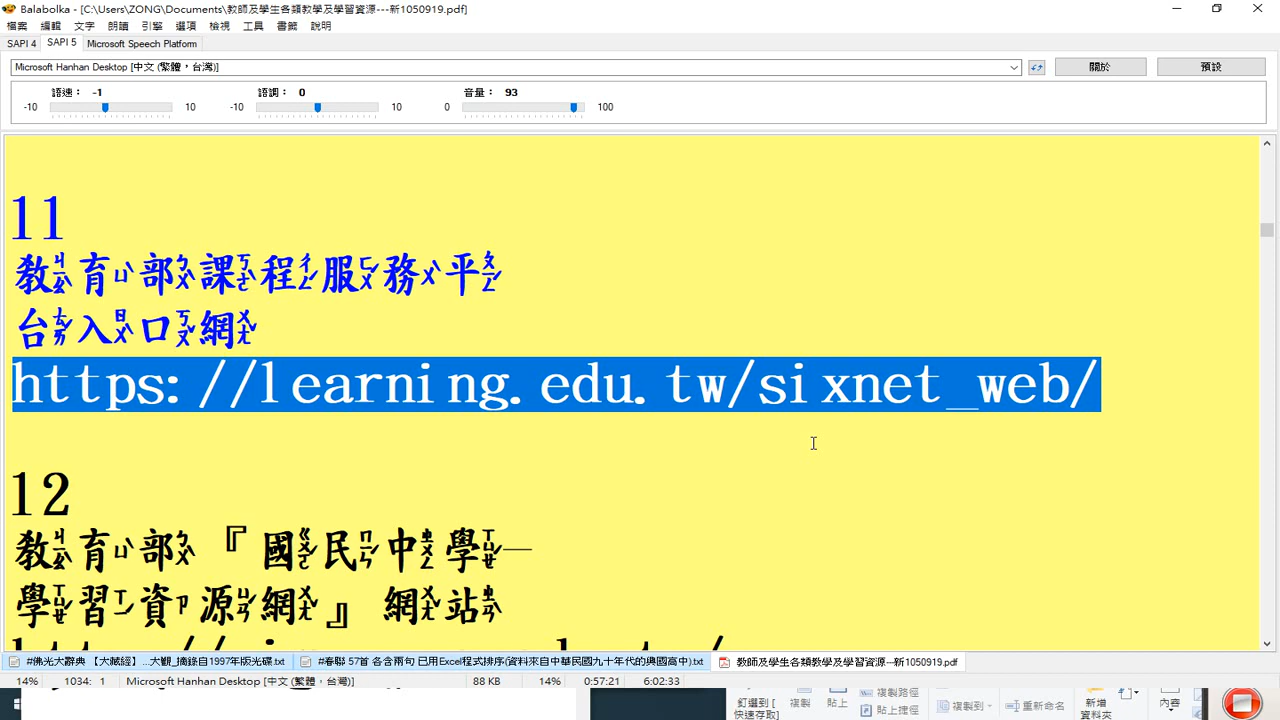 Balabolka - [C:\Users\ZONG\Documents\教師及學生各類教學及學習資源---新1050919.pdf]
檔案 編輯 文字 朗讀 引擎 選項 檢視 工具 書籤 說明
SAPI 4 SAPI 5 Microsoft Speech Platform
Microsoft Hanhan Desktop [中文 (繁體，台灣)] 關於 預設
語速： -1 語調： 0 音量： 93
-10 10 -10 10 0 100
11
教育部課程服務平
台入口網
https://learning.edu.tw/sixnet_web/
12
教育部『國民中學—
學習資源網』網站
#佛光大辭典 【大藏經】...大觀_摘錄自1997年版光碟.txt #春聯 57首 各含兩句 已用Excel程式排序(資料來自中華民國九十年代的典國高中).txt 教師及學生各類教學及學習資源---新1050919.pdf
14% 1034: 1 Microsoft Hanhan Desktop [中文 (繁體，台灣)] 88 KB 14% 0:57:21 6:02:33
釘選到 [ 複製 貼上 複製路徑 新增 內容
快速存取] 貼上捷徑 複製到 重新命名 資料夾